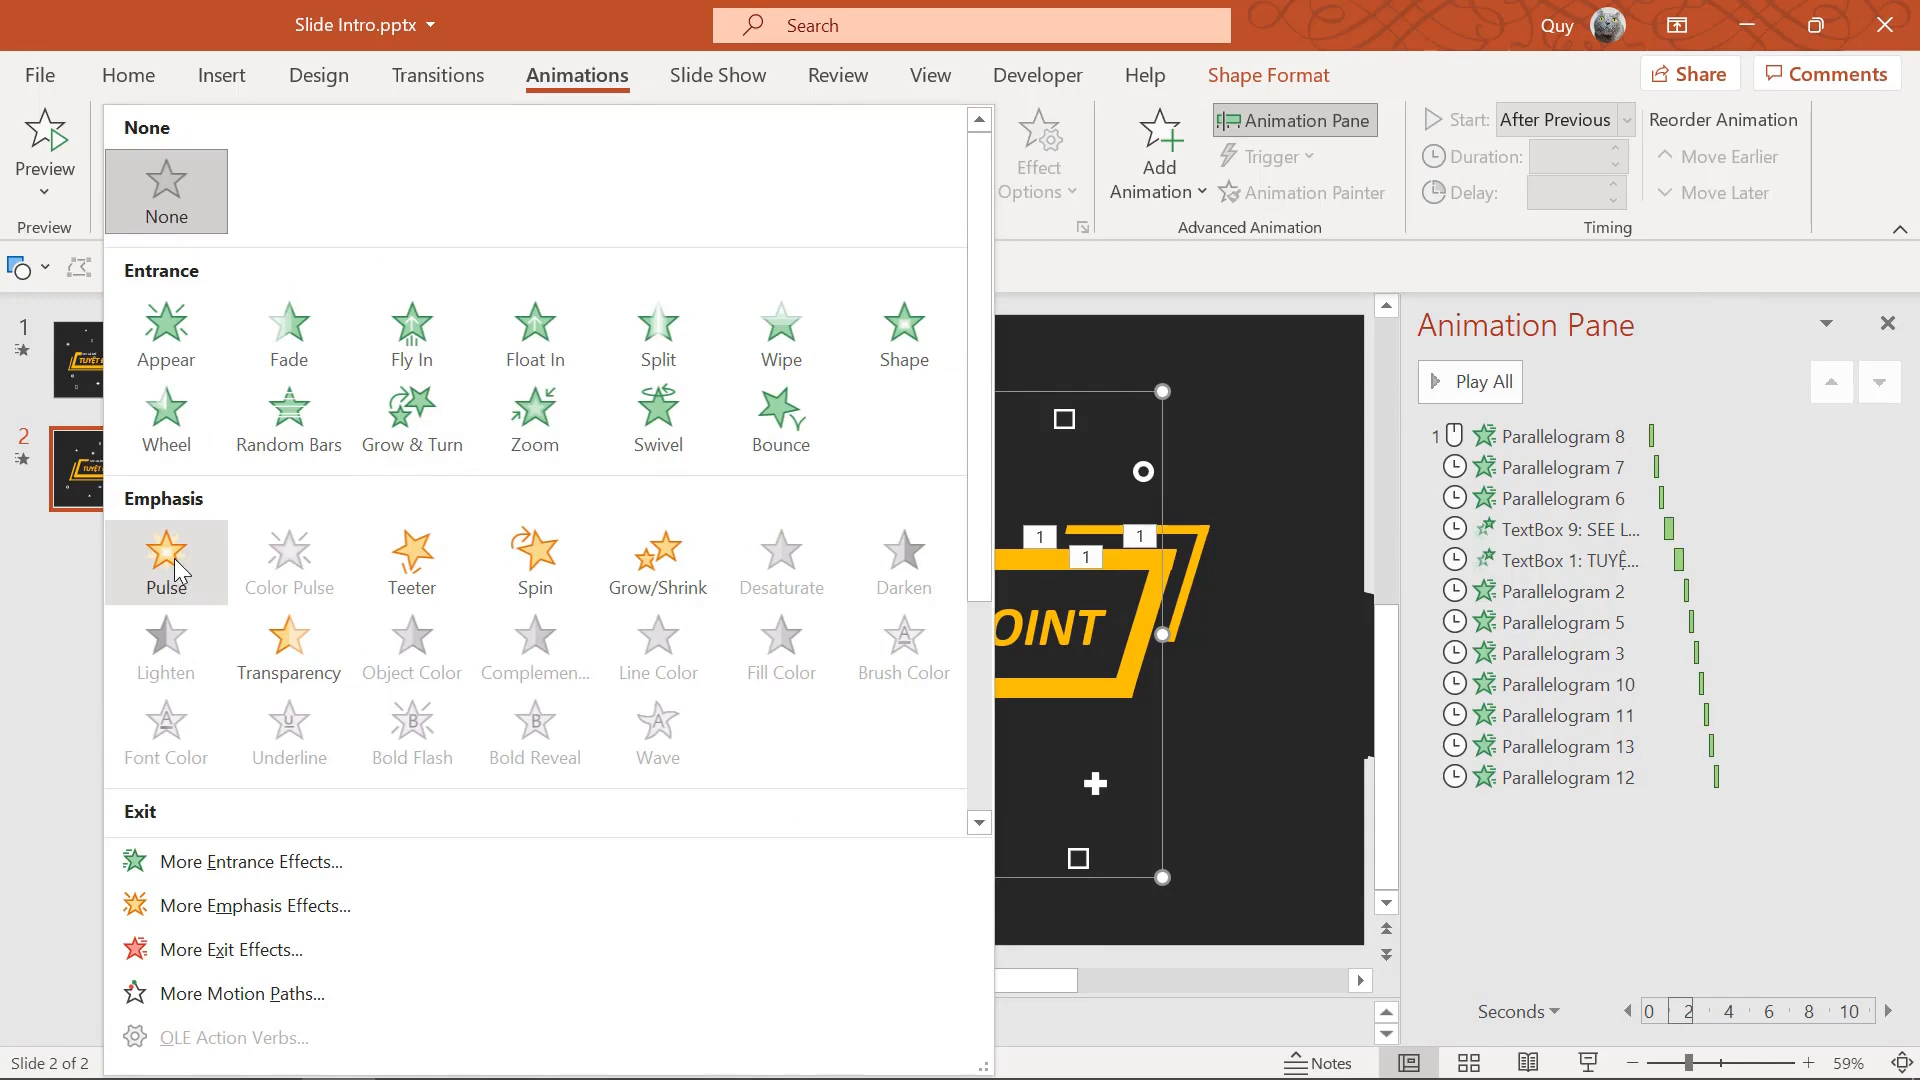 Slide Intro.pptx
Search
Quy
File Home Insert Design Transitions Animations Slide Show Review View Developer Help Shape Format
Share Comments
Preview
Preview
None
None
Entrance
Appear Fade Fly In Float In Split Wipe Shape
Wheel Random Bars Grow & Turn Zoom Swivel Bounce
Emphasis
Pulse Color Pulse Teeter Spin Grow/Shrink Desaturate Darken
Lighten Transparency Object Color Complemen... Line Color Fill Color Brush Color
Font Color Underline Bold Flash Bold Reveal Wave
Exit
More Entrance Effects...
More Emphasis Effects...
More Exit Effects...
More Motion Paths...
OLE Action Verbs...
Effect
Options
Add
Animation
Animation Pane
Trigger
Animation Painter
Advanced Animation
Start: After Previous
Duration:
Delay:
Timing
Reorder Animation
Move Earlier
Move Later
1
2
1
1
1
OINT
Animation Pane
Play All
1 Parallelogram 8
Parallelogram 7
Parallelogram 6
TextBox 9: SEE L...
TextBox 1: TUYỆ...
Parallelogram 2
Parallelogram 5
Parallelogram 3
Parallelogram 10
Parallelogram 11
Parallelogram 13
Parallelogram 12
Seconds 0 2 4 6 8 10
Slide 2 of 2
Notes
59%